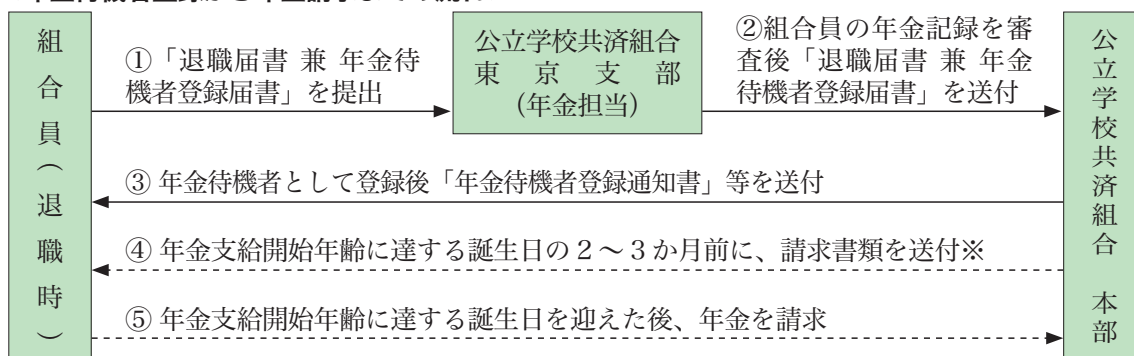 組合員（退職時）
①「退職届書 兼 年金待
機者登録届書」を提出
公立学校共済組合
東京支部
（年金担当）
②組合員の年金記録を審
査後「退職届書 兼 年金
待機者登録届書」を送付
公立学校共済組合 本部
③ 年金待機者として登録後「年金待機者登録通知書」等を送付
④ 年金支給開始年齢に達する誕生日の２～３か月前に、請求書類を送付※
⑤ 年金支給開始年齢に達する誕生日を迎えた後、年金を請求